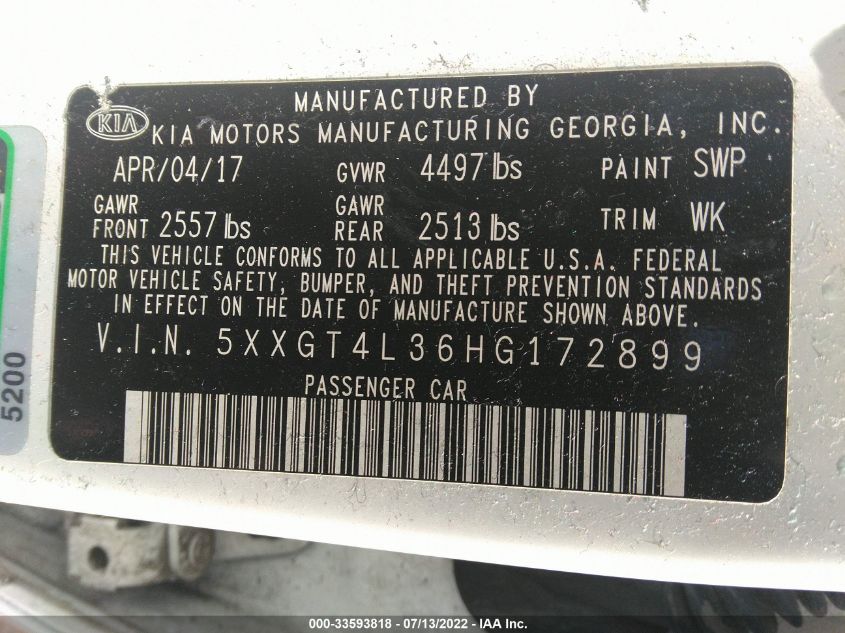 MANUFACTURED BY
KIA
KIA MOTORS MANUFACTURING GEORGIA, INC.
APR/04/17 GVWR 4497 lbs PAINT SWP
GAWR FRONT 2557 lbs GAWR REAR 2513 lbs TRIM WK
THIS VEHICLE CONFORMS TO ALL APPLICABLE U.S.A. FEDERAL
MOTOR VEHICLE SAFETY, BUMPER, AND THEFT PREVENTION STANDARDS
IN EFFECT ON THE DATE OF MANUFACTURE SHOWN ABOVE.
V.I.N. 5XXGT4L36HG172899
PASSENGER CAR
5200
000-33593818 - 07/13/2022 - IAA Inc.